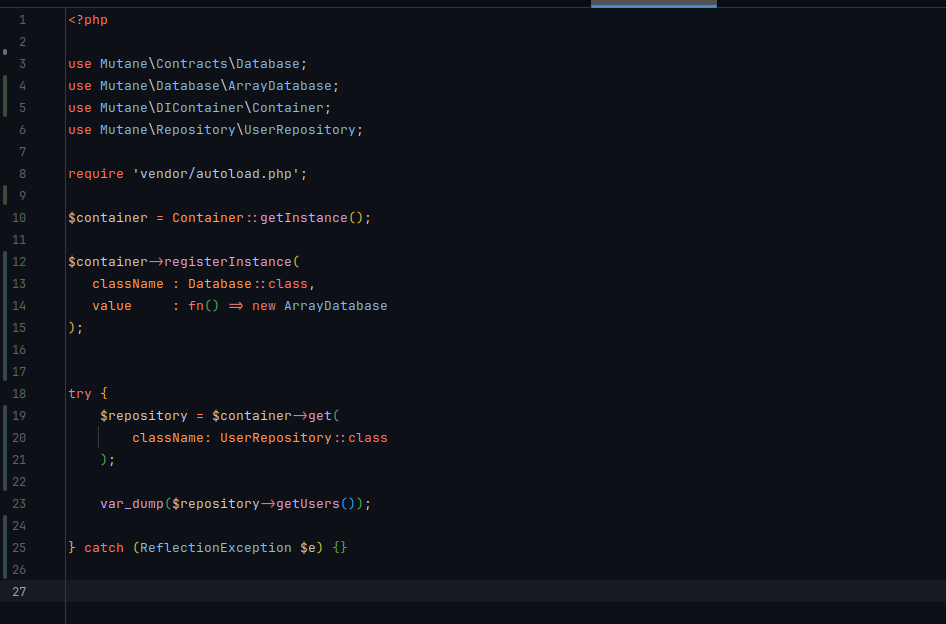 1 <?php
2
3 use Mutane\Contracts\Database;
4 use Mutane\Database\ArrayDatabase;
5 use Mutane\DIContainer\Container;
6 use Mutane\Repository\UserRepository;
7
8 require 'vendor/autoload.php';
9
10 $container = Container::getInstance();
11
12 $container->registerInstance(
13    className : Database::class,
14    value     : fn() => new ArrayDatabase
15 );
16
17
18 try {
19     $repository = $container->get(
20         className: UserRepository::class
21     );
22
23     var_dump($repository->getUsers());
24
25 } catch (ReflectionException $e) {}
26
27